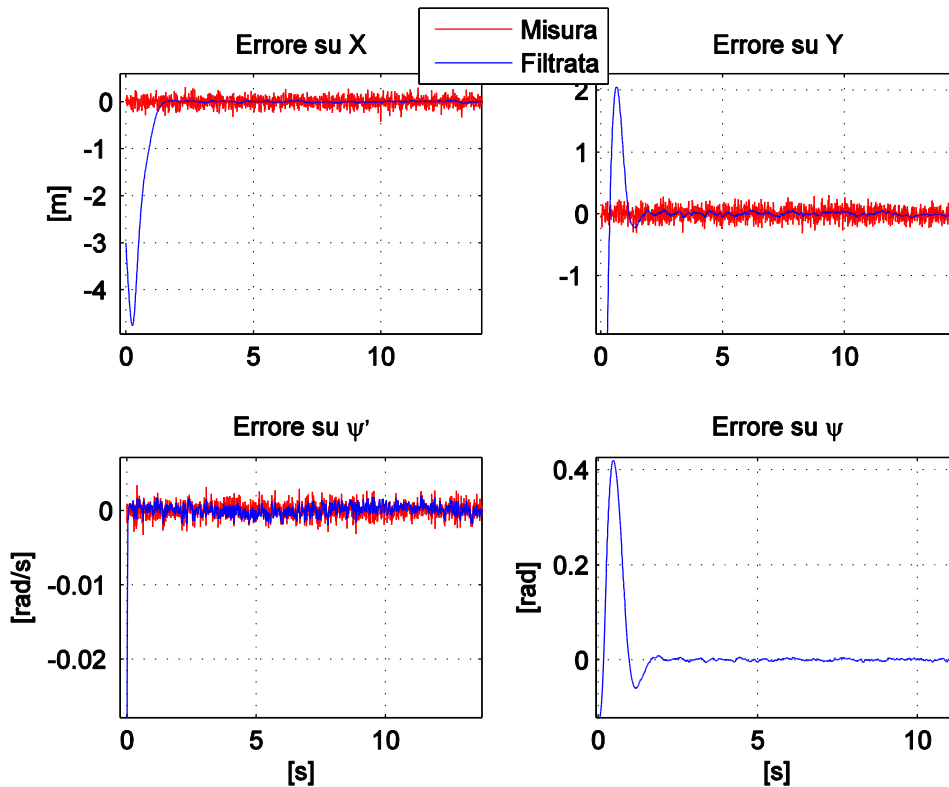 Misura
Filtrata
Errore su X
0
-1
-2
-3
-4
[m]
0
5
10
Errore su Y
2
1
0
-1
0
5
10
Errore su ψ'
0
-0.01
-0.02
[rad/s]
0
5
10
[s]
Errore su ψ
0.4
0.2
0
[rad]
0
5
10
[s]